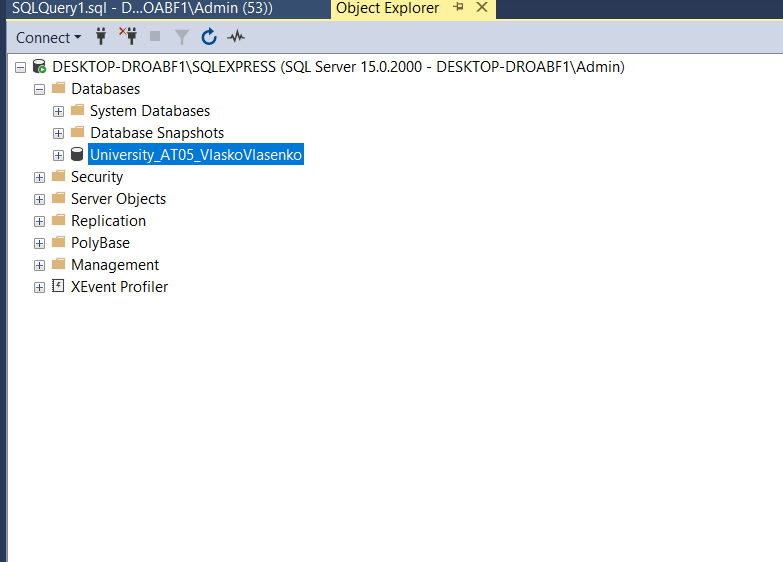 SQLQuery1.sql - D...OABF1\Admin (53))
Object Explorer
Connect
DESKTOP-DROABF1\SQLEXPRESS (SQL Server 15.0.2000 - DESKTOP-DROABF1\Admin)
Databases
System Databases
Database Snapshots
University_AT05_VlaskoVlasenko
Security
Server Objects
Replication
PolyBase
Management
XEvent Profiler